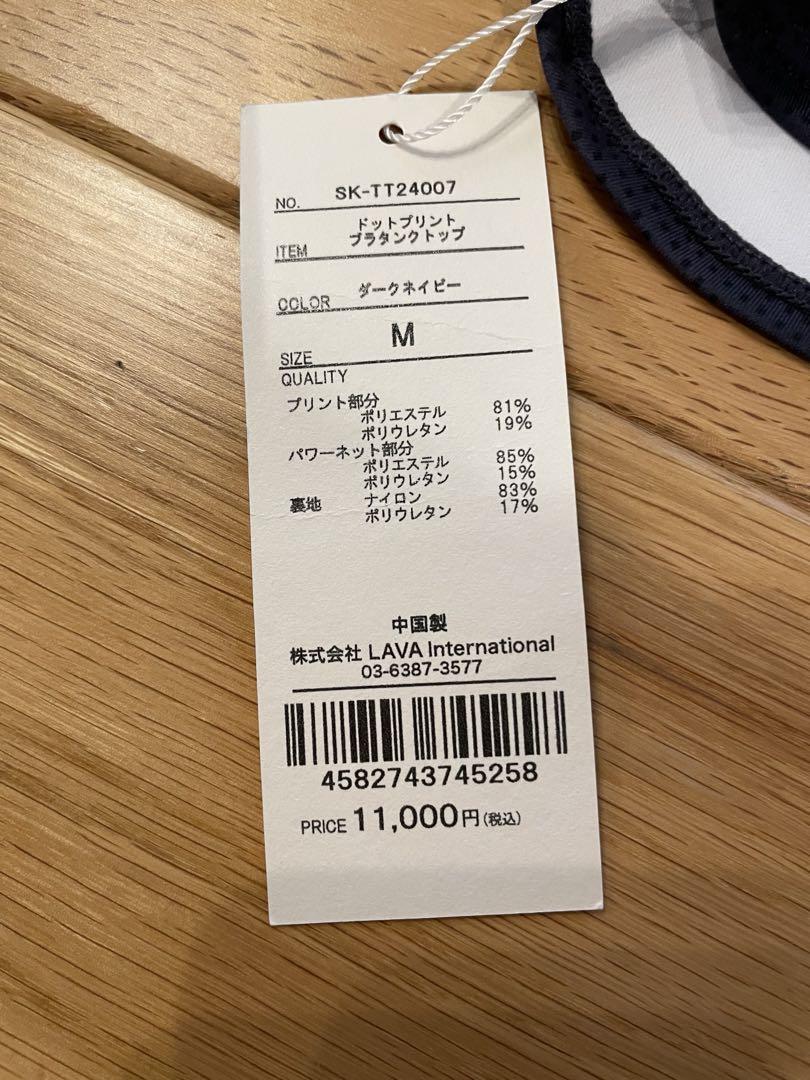 NO. SK-TT24007
ドットプリント
ITEM ブラタンクトップ
COLOR ダークネイビー
SIZE M
QUALITY
プリント部分
ポリエステル 81%
ポリウレタン 19%
パワーネット部分
ポリエステル 85%
ポリウレタン 15%
裏地 ナイロン 83%
ポリウレタン 17%
中国製
株式会社 LAVA International
03-6387-3577
4582743745258
PRICE 11,000円(税込)